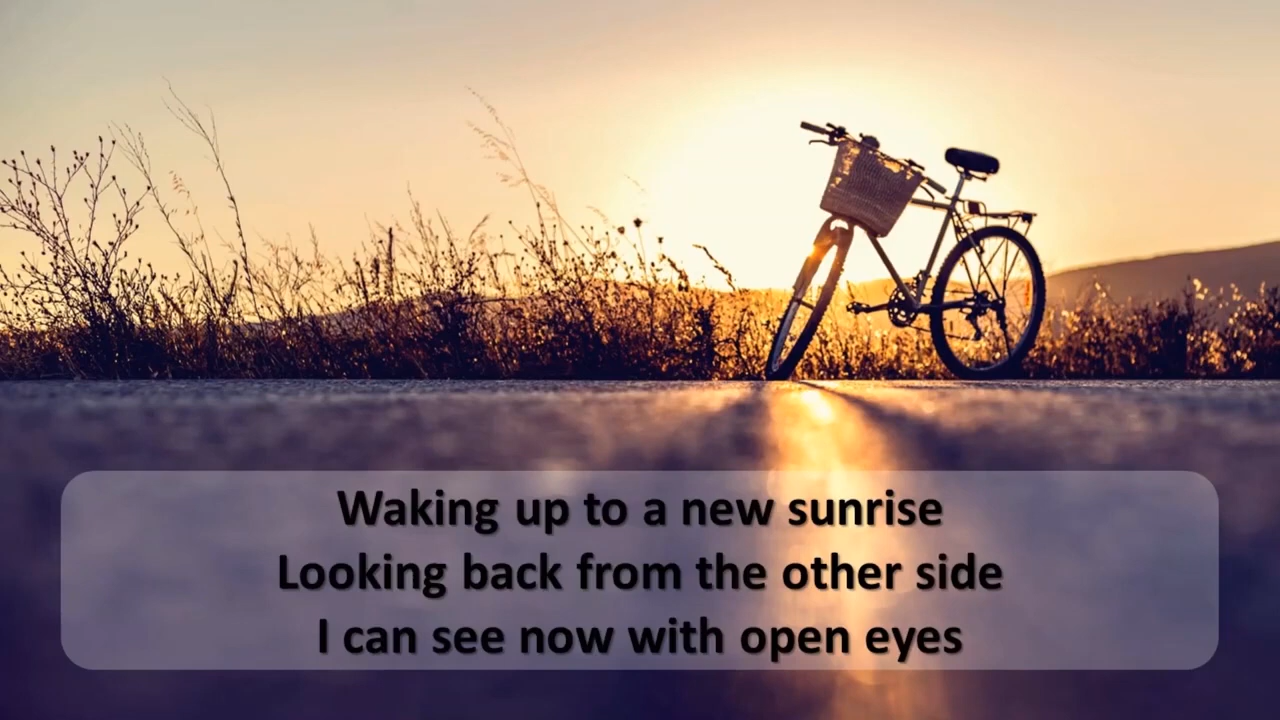 Waking up to a new sunrise
Looking back from the other side
I can see now with open eyes